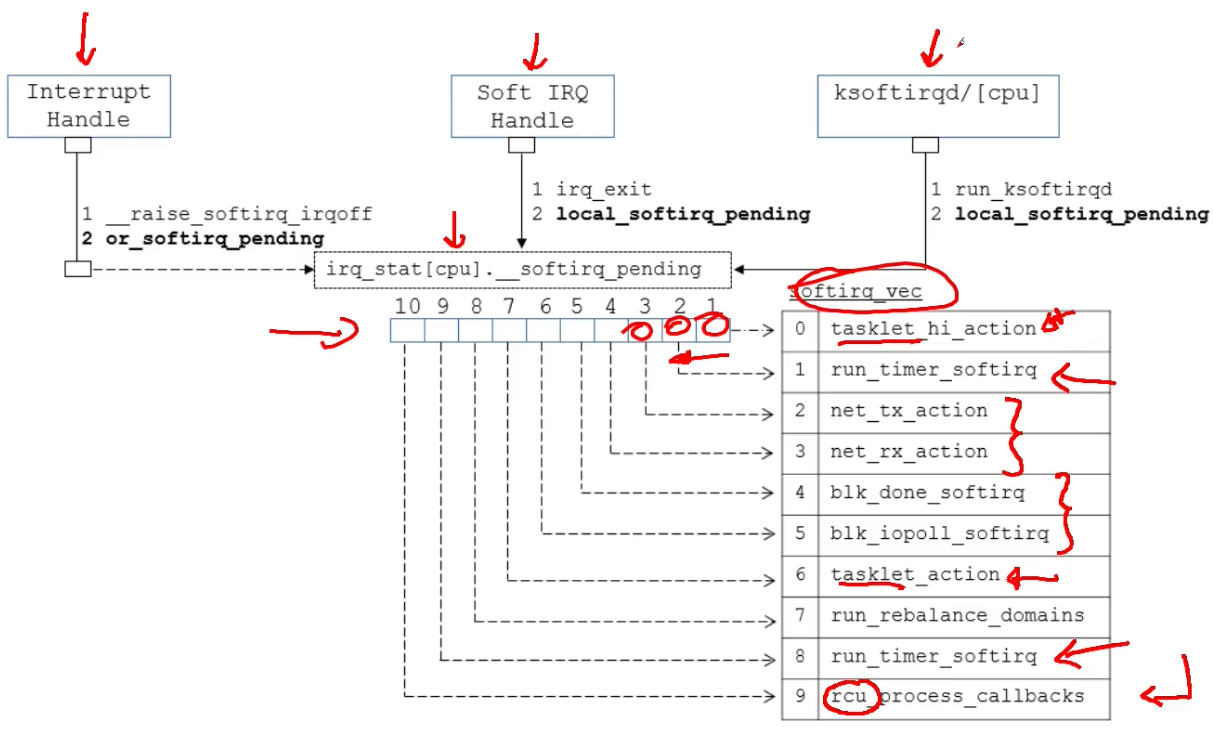 Interrupt
Handle
Soft IRQ
Handle
ksoftirqd/[cpu]
1 __raise_softirq_irqoff
2 or_softirq_pending
1 irq_exit
2 local_softirq_pending
1 run_ksoftirqd
2 local_softirq_pending
irq_stat[cpu].__softirq_pending
softirq_vec
10 9 8 7 6 5 4 3 2 1
0 tasklet_hi_action
1 run_timer_softirq
2 net_tx_action
3 net_rx_action
4 blk_done_softirq
5 blk_iopoll_softirq
6 tasklet_action
7 run_rebalance_domains
8 run_timer_softirq
9 rcu_process_callbacks